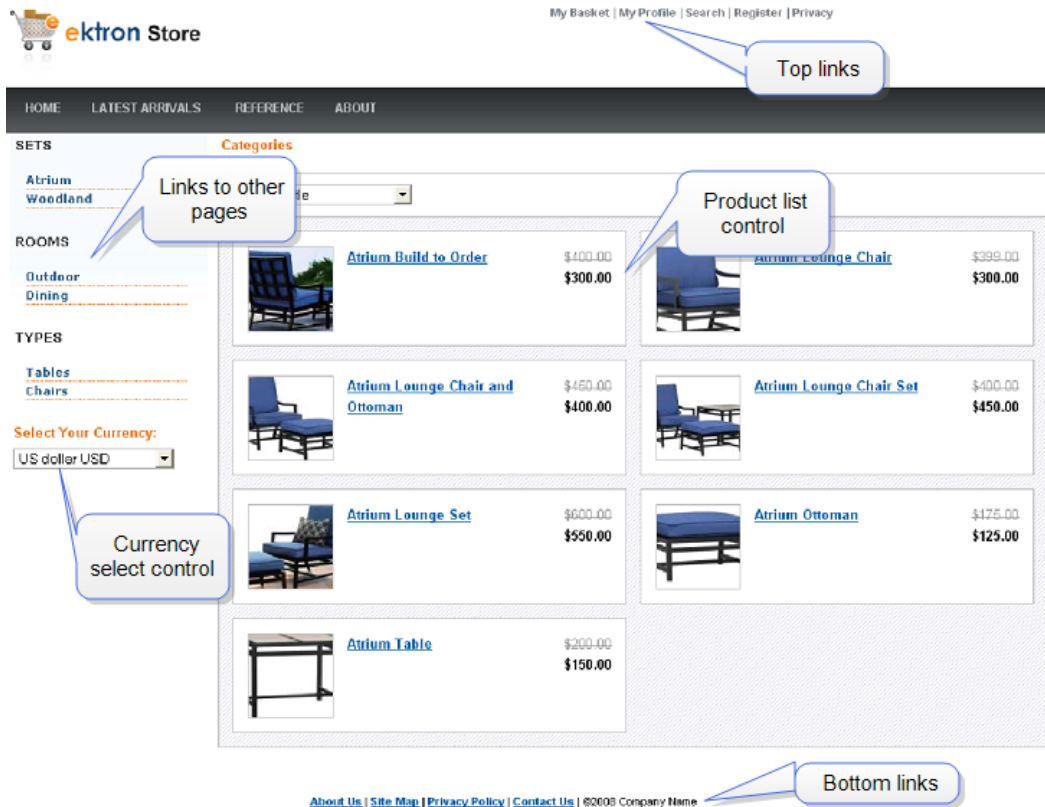 ektron Store
My Basket | My Profile | Search | Register | Privacy
Top links
HOME LATEST ARRIVALS REFERENCE ABOUT
SETS
Atrium
Woodland
ROOMS
Outdoor
Dining
TYPES
Tables
Chairs
Select Your Currency:
US dollar USD
Links to other
pages
Currency
select control
Categories
Product list
control
Atrium Build to Order $400.00
$300.00
Atrium Lounge Chair $399.00
$300.00
Atrium Lounge Chair and $460.00
Ottoman $400.00
Atrium Lounge Chair Set $400.00
$450.00
Atrium Lounge Set $600.00
$550.00
Atrium Ottoman $175.00
$125.00
Atrium Table $200.00
$150.00
Bottom links
About Us | Site Map | Privacy Policy | Contact Us | ©2008 Company Name